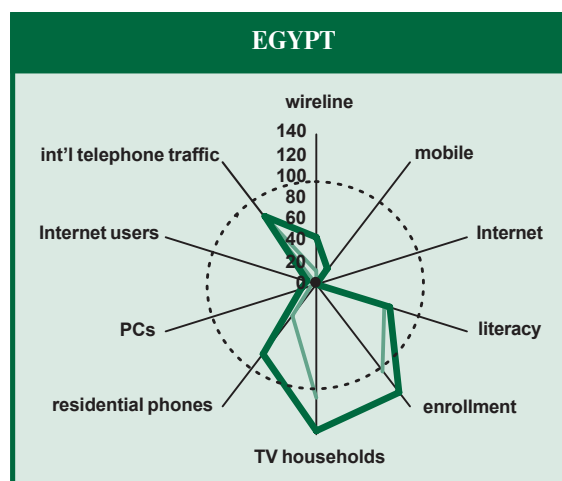 EGYPT
wireline
140
120
100
80
60
40
20
0
mobile
Internet
literacy
enrollment
TV households
residential phones
PCs
Internet users
int'l telephone traffic